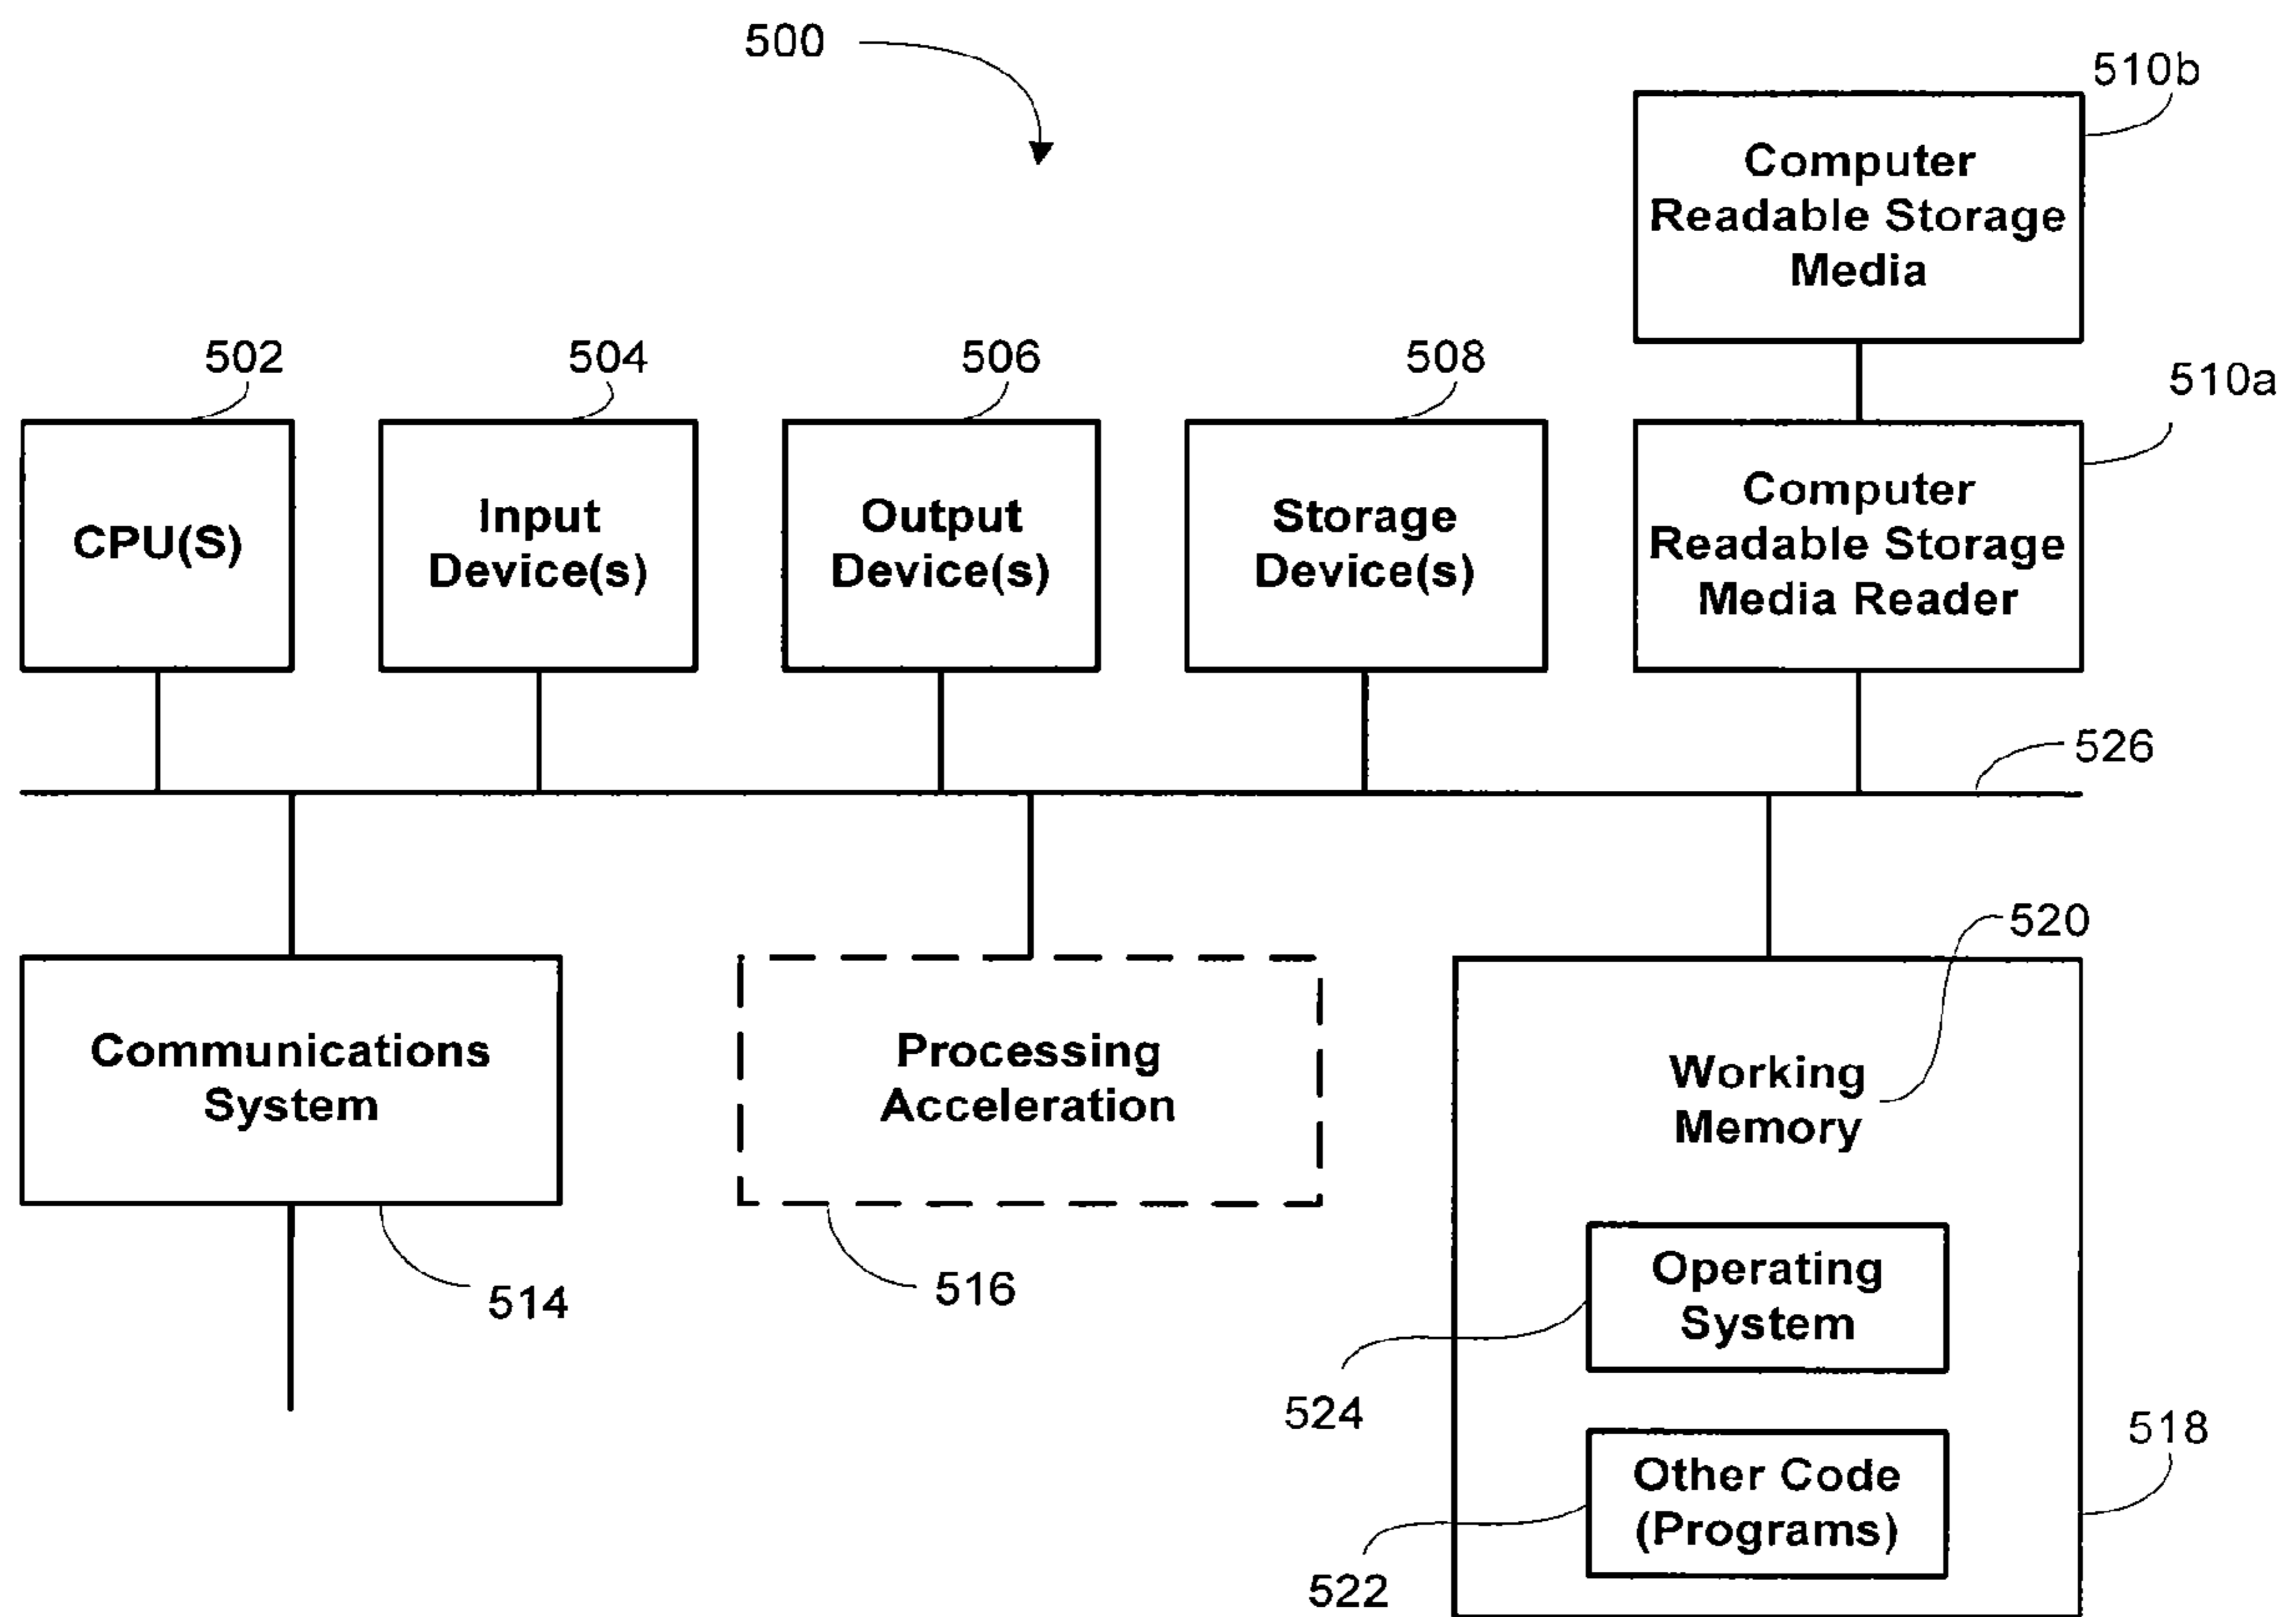 500
510b
Computer
Readable Storage
Media
502
504
506
508
510a
CPU(S)
Input
Device(s)
Output
Device(s)
Storage
Device(s)
Computer
Readable Storage
Media Reader
526
520
Communications
System
Processing
Acceleration
Working
Memory
514
516
Operating
System
524
518
Other Code
(Programs)
522